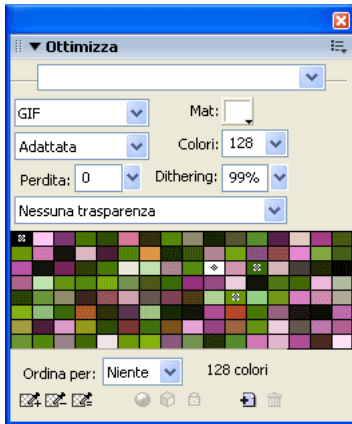 Ottimizza
GIF Mat:
Adattata Colori: 128
Perdita: 0 Dithering: 99%
Nessuna trasparenza
Ordina per: Niente 128 colori